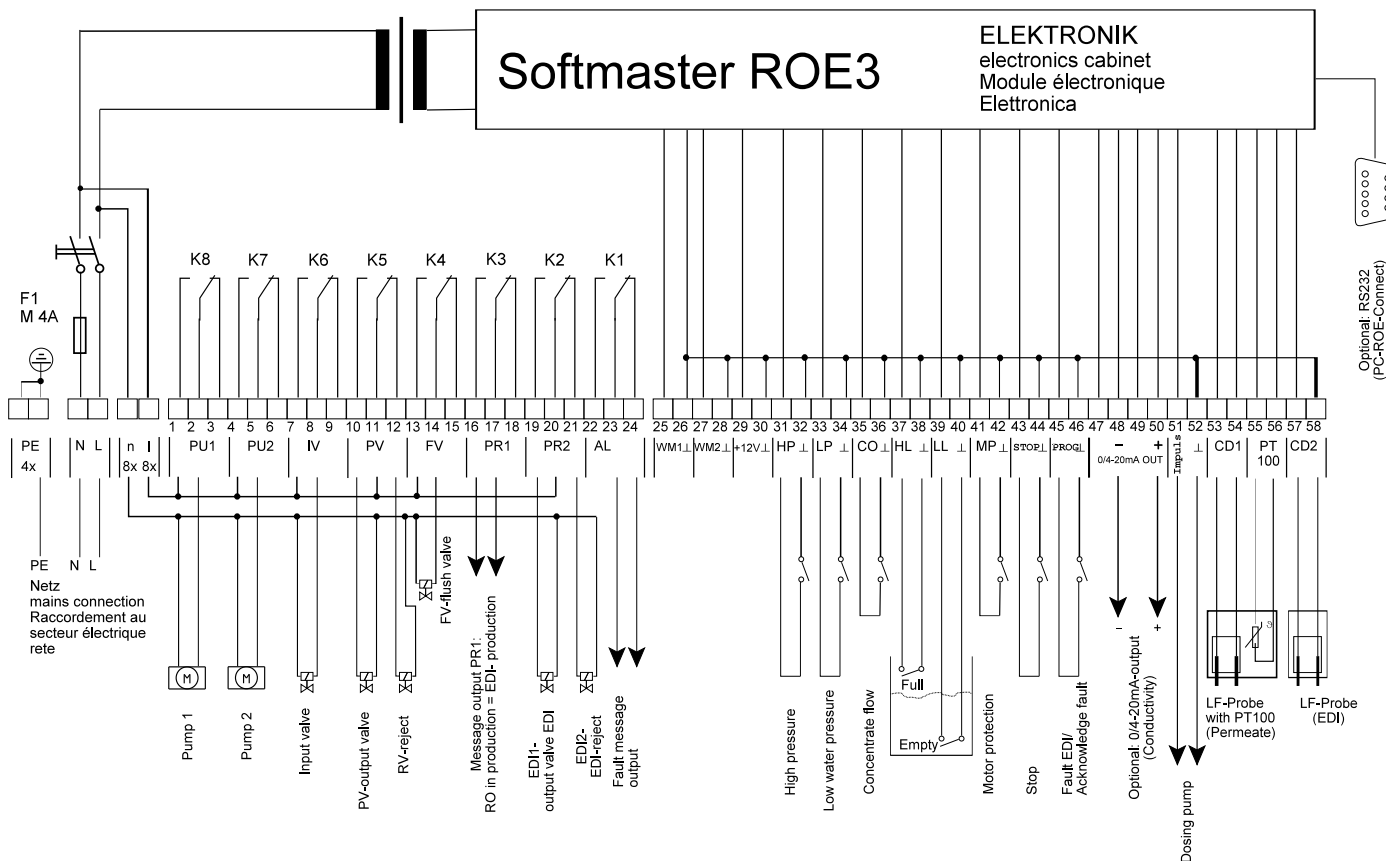 Softmaster ROE3
ELEKTRONIK
electronics cabinet
Module électronique
Elettronica
Optional: RS232
(PC-ROE-Connect)
F1
M 4A
K8 K7 K6 K5 K4 K3 K2 K1
1 2 3 4 5 6 7 8 9 10 11 12 13 14 15 16 17 18 19 20 21 22 23 24
25 26 27 28 29 30 31 32 33 34 35 36 37 38 39 40 41 42 43 44 45 46 47 48 49 50 51 52 53 54 55 56 57 58
PE
4x
N L
n l
8x 8x
PU1 PU2 IV PV FV PR1 PR2 AL
WM1⊥ WM2⊥ +12V⊥ HP ⊥ LP ⊥ CO ⊥ HL ⊥ LL ⊥ MP ⊥ STOP⊥ PROG⊥
− +
0/4-20mA OUT
Impuls ⊥
CD1
PT
100
CD2
PE N L
Netz
mains connection
Raccordement au
secteur électrique
rete
M
Pump 1
M
Pump 2
Input valve
PV-output valve
RV-reject
FV-flush valve
Message output PR1:
RO in production = EDI- production
EDI1-
output valve EDI
EDI2-
EDI-reject
Fault message
output
High pressure
Low water pressure
Concentrate flow
Full
Empty
Motor protection
Stop
Fault EDI/
Acknowledge fault
− +
Optional: 0/4-20mA-output
(Conductivity)
Dosing pump
ϑ
LF-Probe
with PT100
(Permeate)
LF-Probe
(EDI)